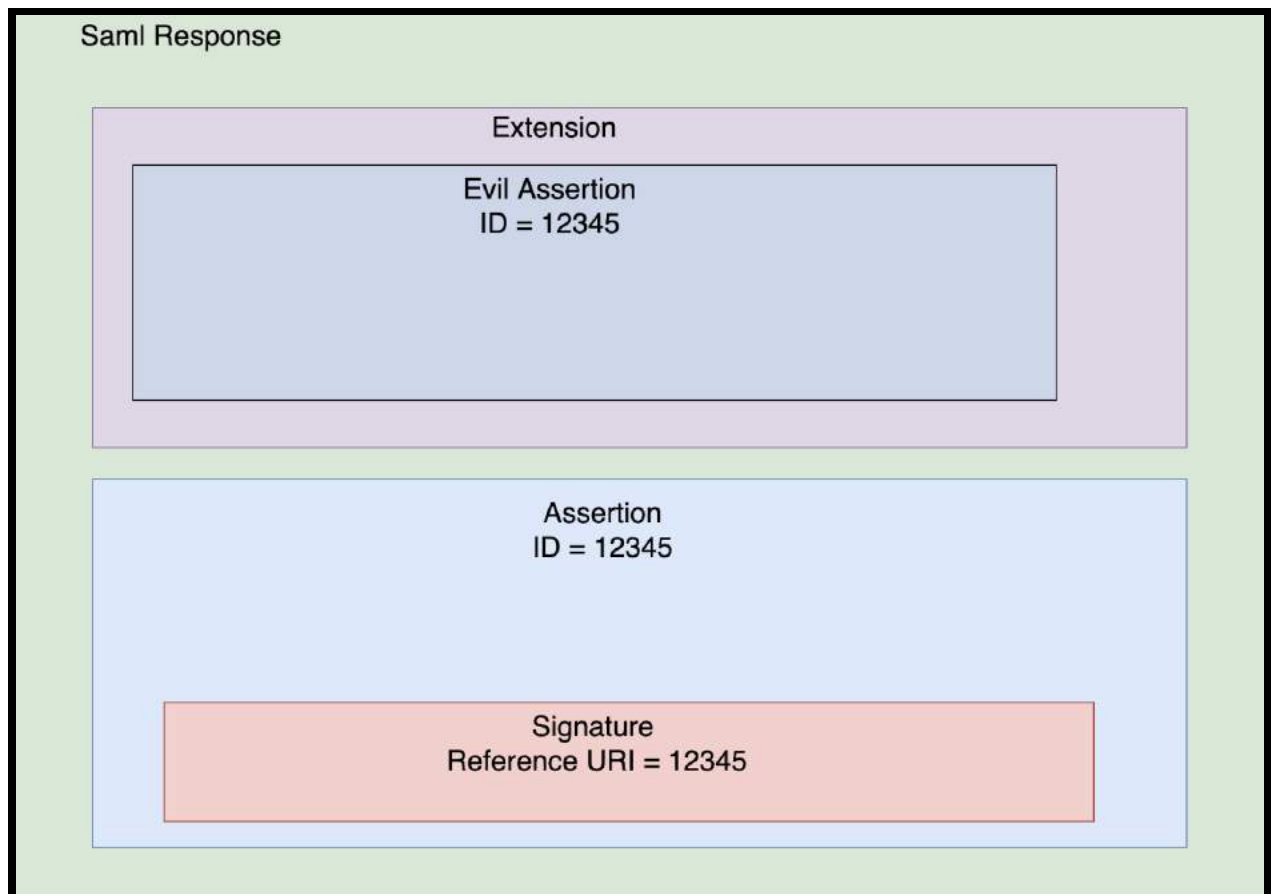 Saml Response
Extension
Evil Assertion
ID = 12345
Assertion
ID = 12345
Signature
Reference URI = 12345